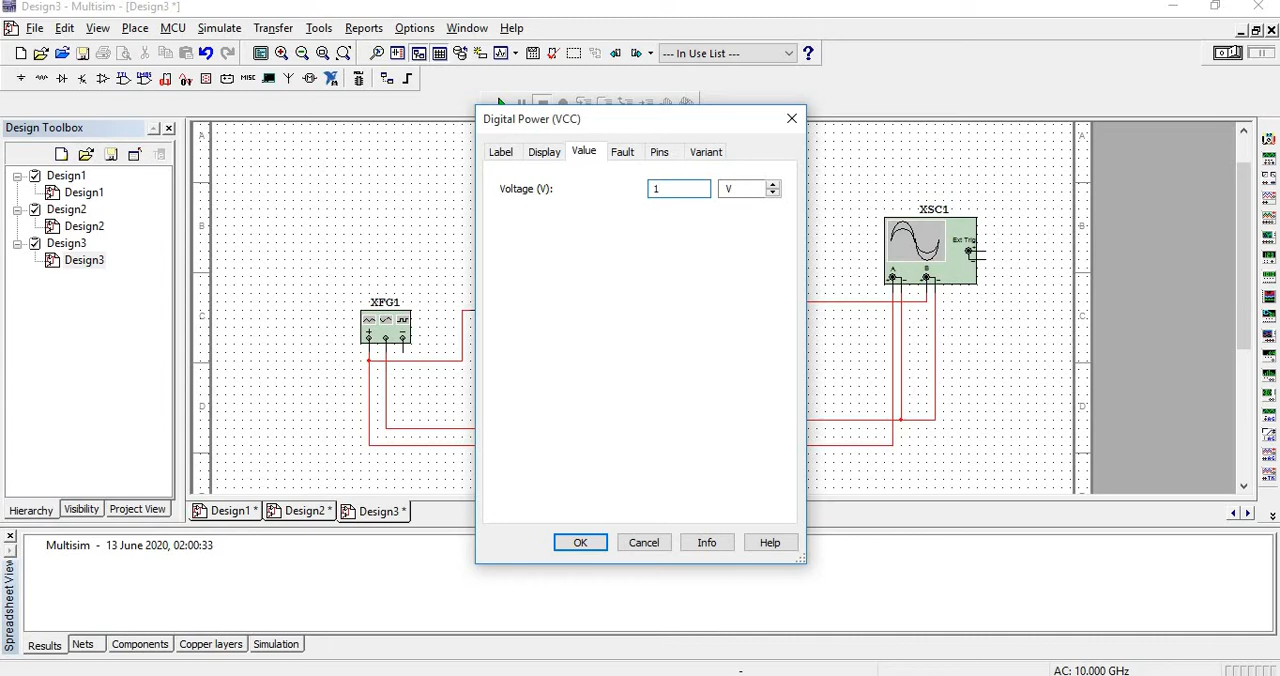 Design3 - Multisim - [Design3 *]
File Edit View Place MCU Simulate Transfer Tools Reports Options Window Help
--- In Use List ---
MISC
Design Toolbox
Design1
Design1
Design2
Design2
Design3
Design3
Hierarchy Visibility Project View
A
B
C
D
A
B
C
D
XFG1
+
−
XSC1
Ext Trig
A B
Digital Power (VCC)
Label Display Value Fault Pins Variant
Voltage (V): 1 V
OK Cancel Info Help
Design1 * Design2 * Design3 *
Spreadsheet View
Multisim - 13 June 2020, 02:00:33
Results Nets Components Copper layers Simulation
- AC: 10.000 GHz